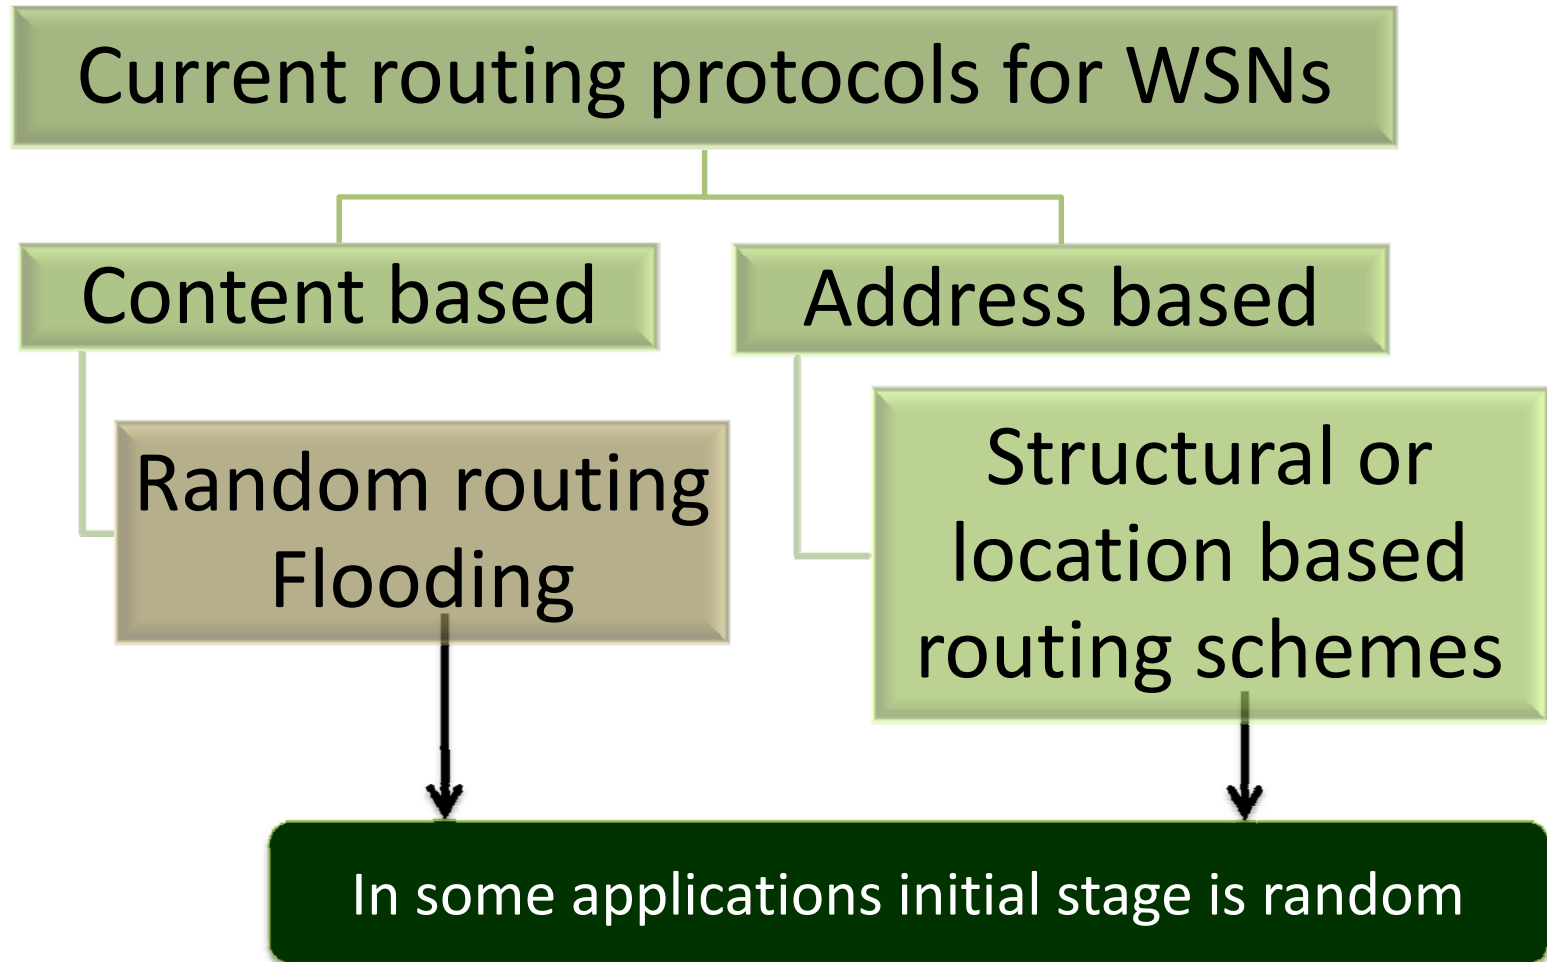 Current routing protocols for WSNs
Content based
Address based
Random routing
Flooding
Structural or
location based
routing schemes
In some applications initial stage is random